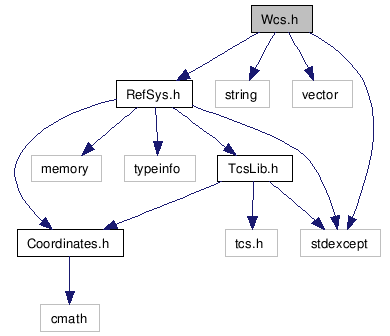 Wcs.h
RefSys.h
string
vector
memory
typeinfo
TcsLib.h
Coordinates.h
tcs.h
stdexcept
cmath